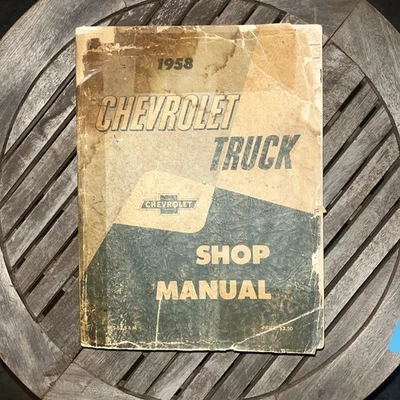 1958
CHEVROLET
TRUCK
CHEVROLET
SHOP
MANUAL